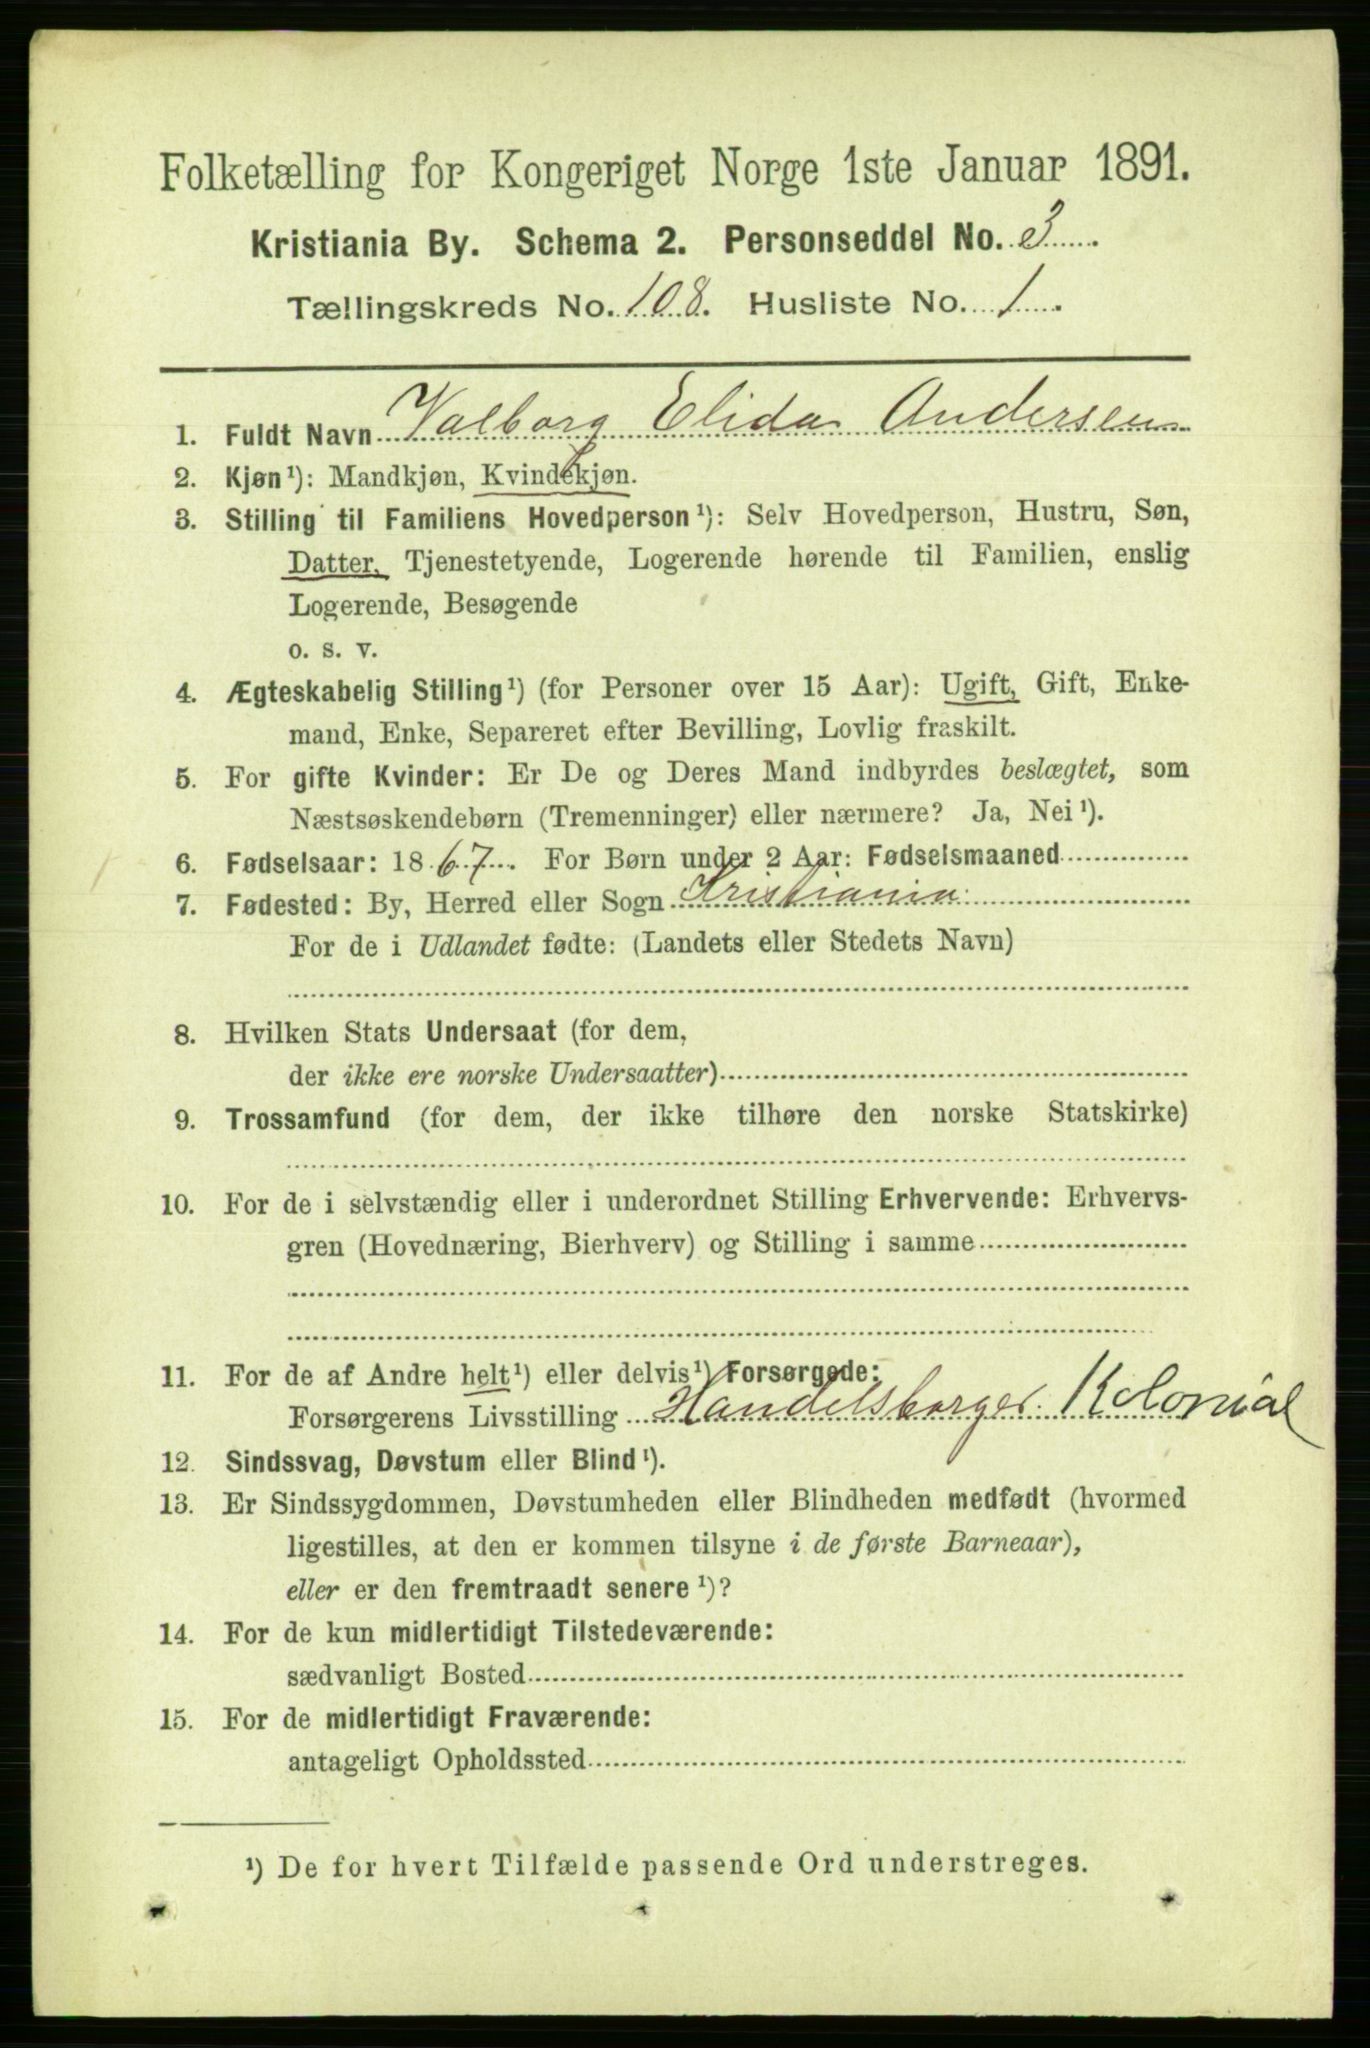 Folketælling for Kongeriget Norge 1ste Januar 1891.
Kristiania By. Schema 2. Personseddel No. 3
Tællingskreds No. 108. Husliste No. 1.
1. Fuldt Navn Valborg Elida Andersen
2. Kjøn¹): Mandkjøn, Kvindekjøn.
3. Stilling til Familiens Hovedperson¹): Selv Hovedperson, Hustru, Søn,
Datter, Tjenestetyende, Logerende hørende til Familien, enslig
Logerende, Besøgende
o. s. v.
4. Ægteskabelig Stilling¹) (for Personer over 15 Aar): Ugift, Gift, Enke-
mand, Enke, Separeret efter Bevilling, Lovlig fraskilt.
5. For gifte Kvinder: Er De og Deres Mand indbyrdes beslægtet, som
Næstsøskendebørn (Tremenninger) eller nærmere? Ja, Nei¹).
6. Fødselsaar: 1867. For Børn under 2 Aar: Fødselsmaaned
7. Fødested: By, Herred eller Sogn Kristiania.
For de i Udlandet fødte: (Landets eller Stedets Navn)
8. Hvilken Stats Undersaat (for dem,
der ikke ere norske Undersaatter)
9. Trossamfund (for dem, der ikke tilhøre den norske Statskirke)
10. For de i selvstændig eller i underordnet Stilling Erhvervende: Erhvervs-
gren (Hovednæring, Bierhverv) og Stilling i samme
11. For de af Andre helt¹) eller delvis¹) Forsørgede:
Forsørgerens Livsstilling Handelsborger. Kolonial
12. Sindssvag, Døvstum eller Blind¹).
13. Er Sindssygdommen, Døvstumheden eller Blindheden medfødt (hvormed
ligestilles, at den er kommen tilsyne i de første Barneaar),
eller er den fremtraadt senere¹)?
14. For de kun midlertidigt Tilstedeværende:
sædvanligt Bosted
15. For de midlertidigt Fraværende:
antageligt Opholdssted
¹) De for hvert Tilfælde passende Ord understreges.